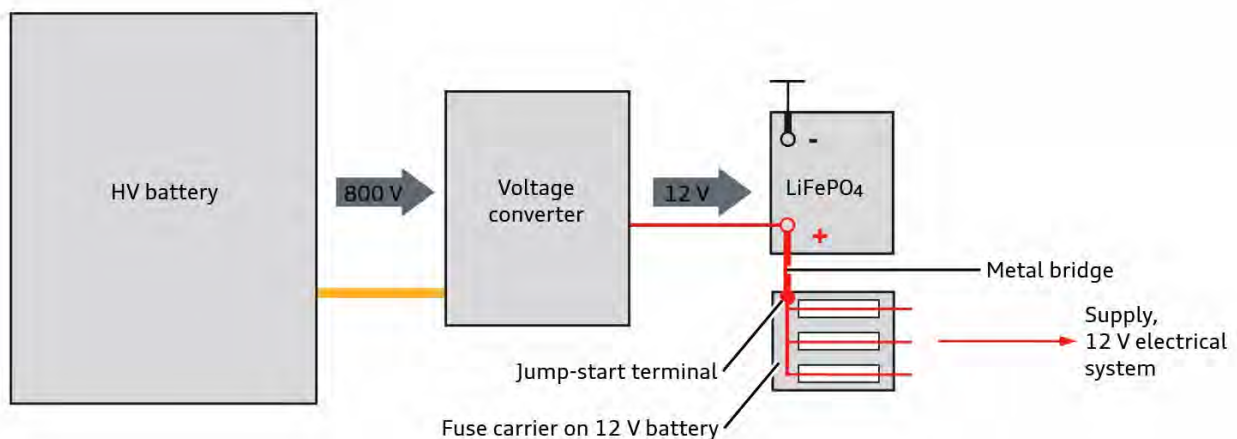 HV battery
800 V
Voltage
converter
12 V
-
LiFePO4
+
Metal bridge
Supply,
12 V electrical
system
Jump-start terminal
Fuse carrier on 12 V battery